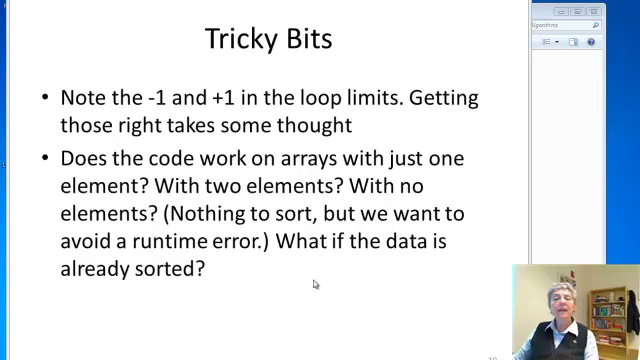 Tricky Bits
• Note the -1 and +1 in the loop limits. Getting
those right takes some thought
• Does the code work on arrays with just one
element? With two elements? With no
elements? (Nothing to sort, but we want to
avoid a runtime error.) What if the data is
already sorted?
Algorithms